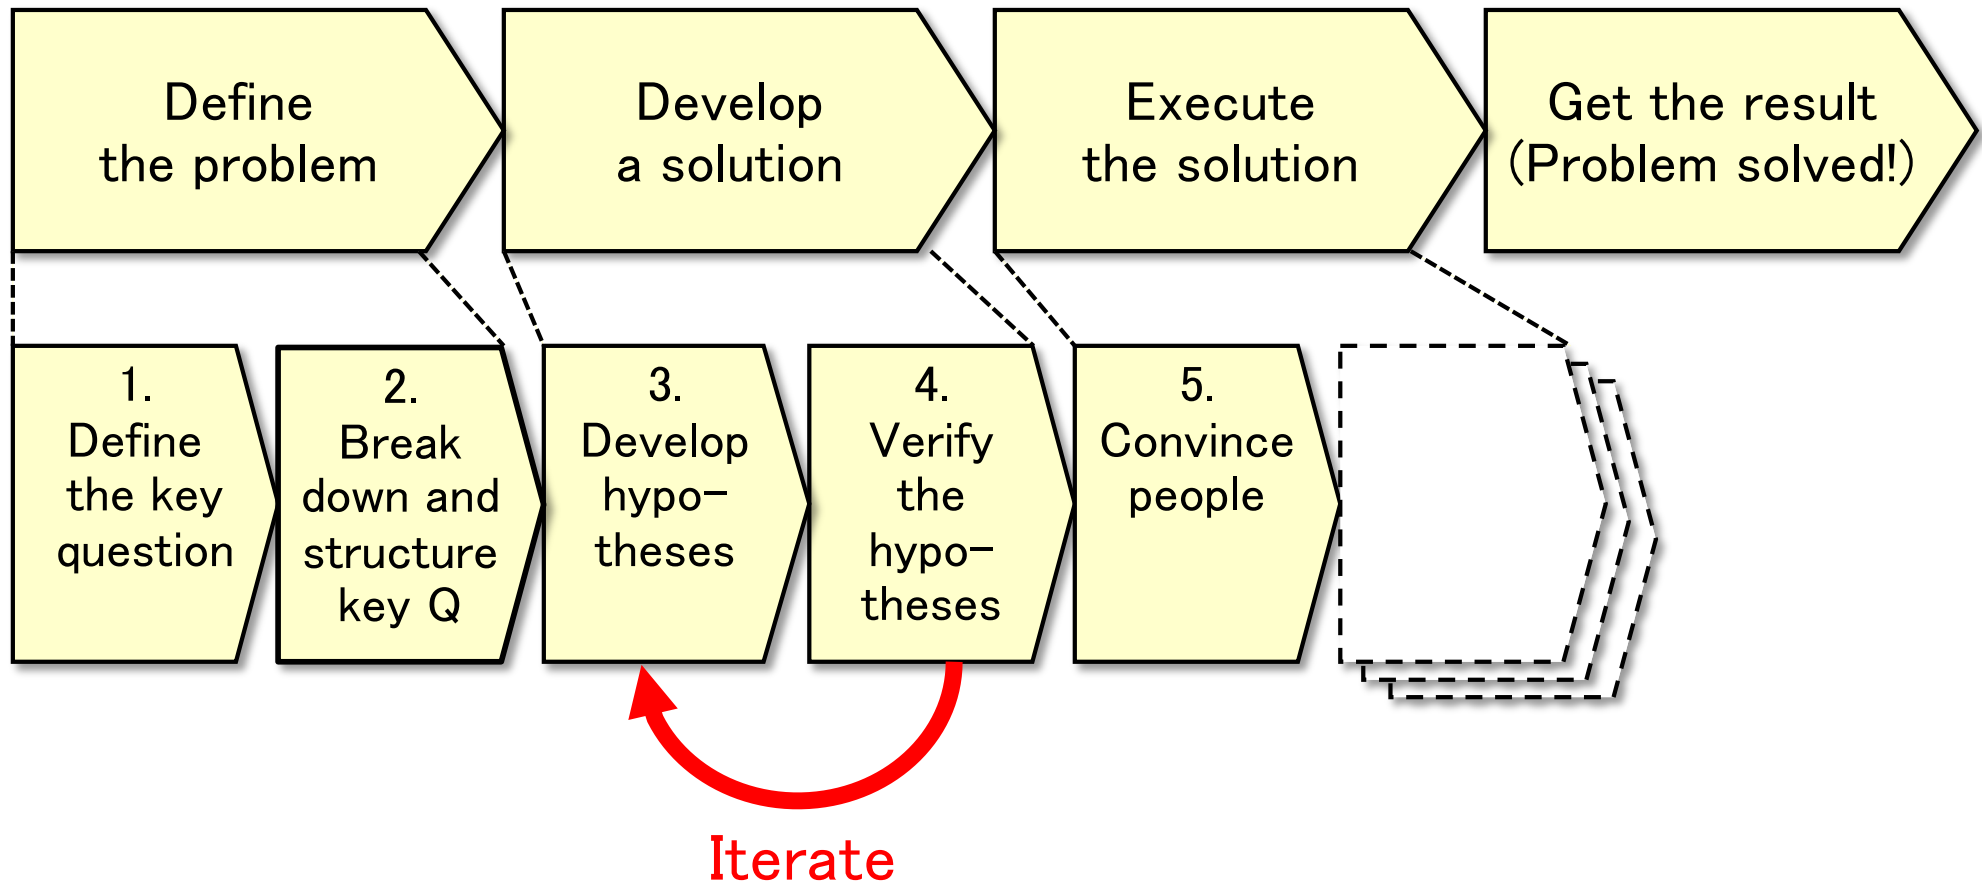 Define
the problem
Develop
a solution
Execute
the solution
Get the result
(Problem solved!)
1.
Define
the key
question
2.
Break
down and
structure
key Q
3.
Develop
hypo-
theses
4.
Verify
the
hypo-
theses
5.
Convince
people
Iterate